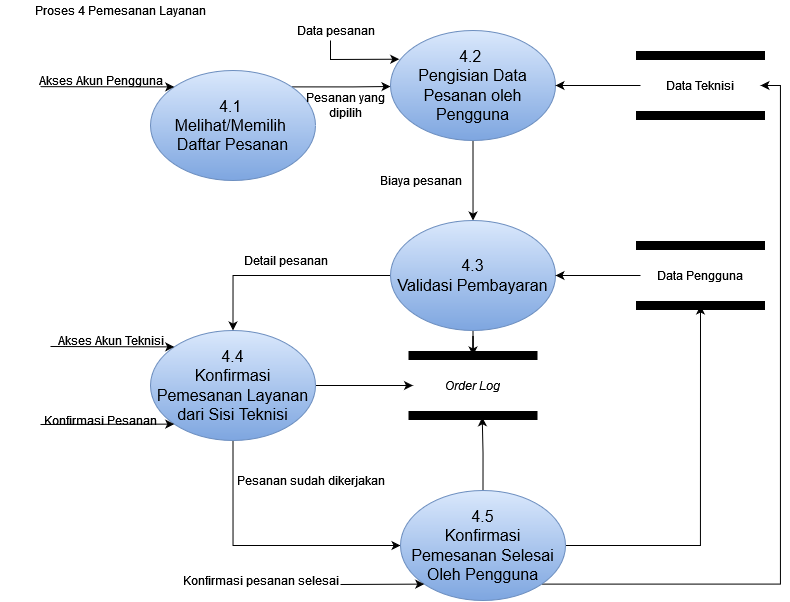 Proses 4 Pemesanan Layanan
Data pesanan
Akses Akun Pengguna
4.1
Melihat/Memilih
Daftar Pesanan
Pesanan yang
dipilih
4.2
Pengisian Data
Pesanan oleh
Pengguna
Data Teknisi
Biaya pesanan
Detail pesanan
4.3
Validasi Pembayaran
Data Pengguna
Akses Akun Teknisi
4.4
Konfirmasi
Pemesanan Layanan
dari Sisi Teknisi
Konfirmasi Pesanan
Order Log
Pesanan sudah dikerjakan
4.5
Konfirmasi
Pemesanan Selesai
Oleh Pengguna
Konfirmasi pesanan selesai